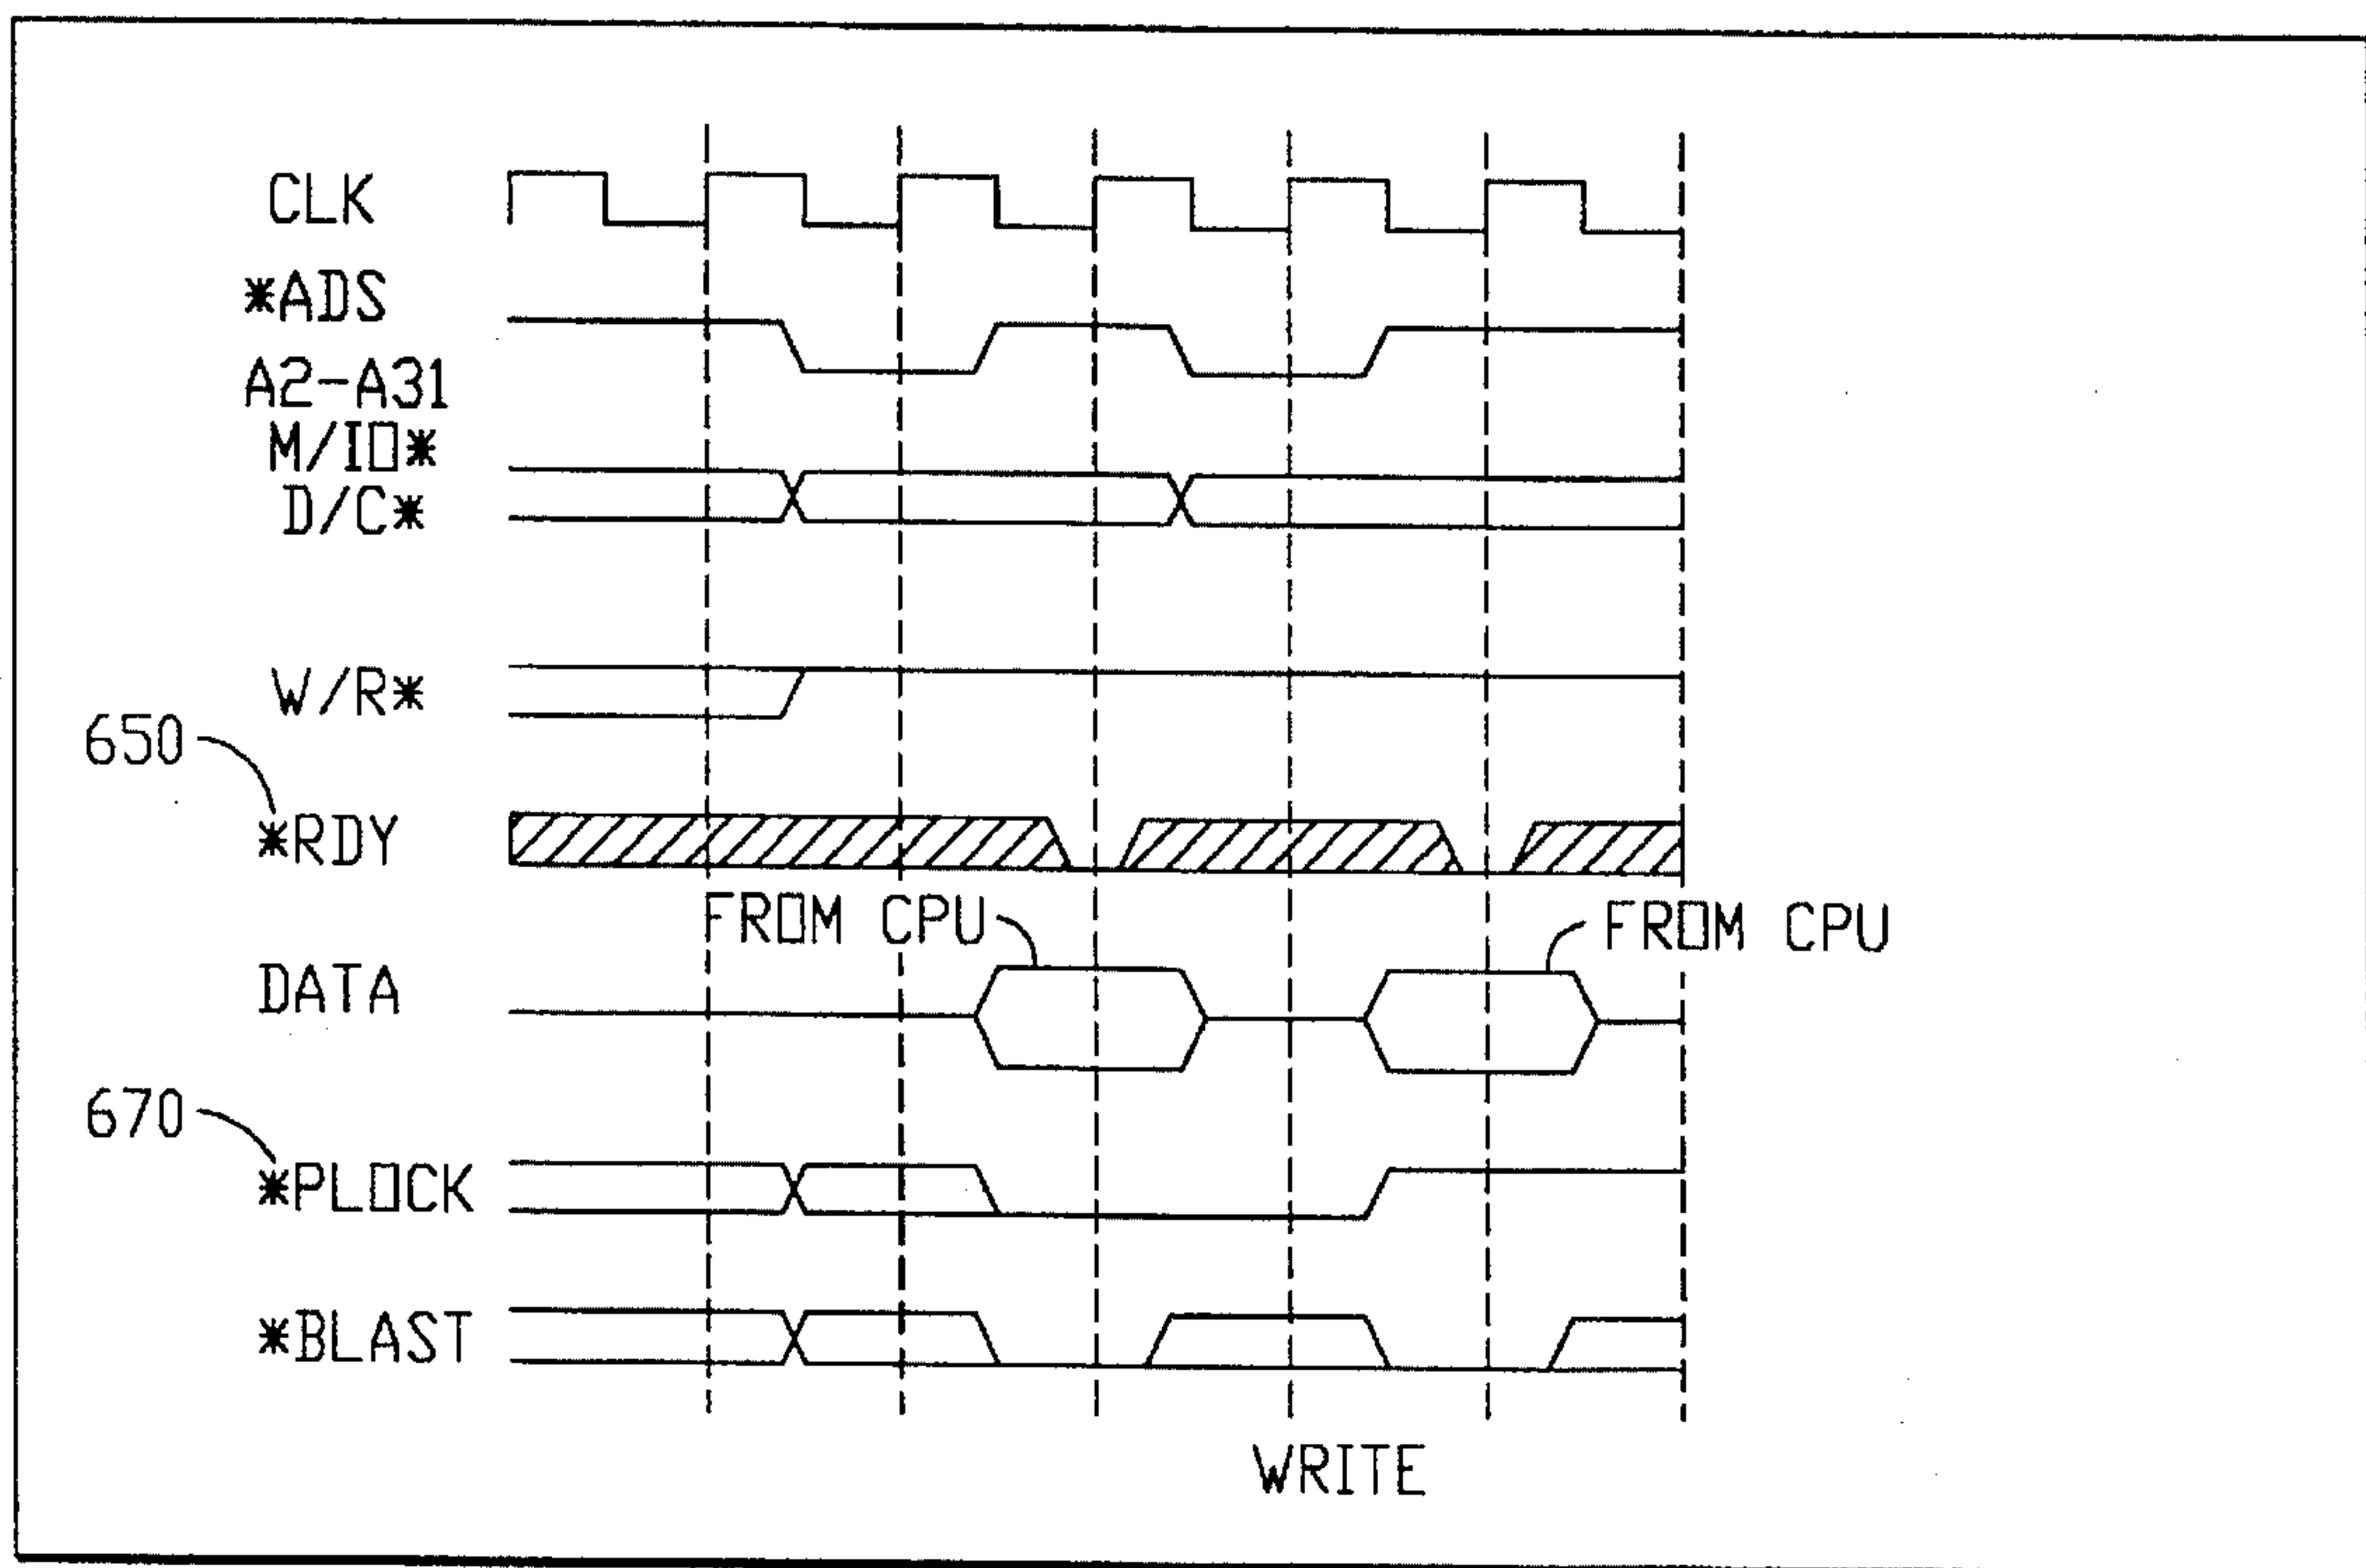 CLK
*ADS
A2-A31
M/IO*
D/C*
W/R*
650
*RDY
FROM CPU
FROM CPU
DATA
670
*PLOCK
*BLAST
WRITE